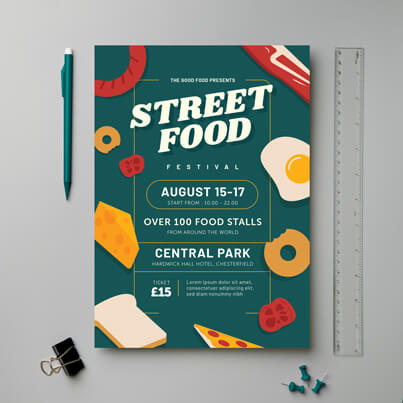 THE GOOD FOOD PRESENTS
STREET
FOOD
FESTIVAL
AUGUST 15-17
START FROM : 10.00 - 22.00
OVER 100 FOOD STALLS
FROM AROUND THE WORLD
CENTRAL PARK
HARDWICK HALL HOTEL, CHESTERFIELD
TICKET
£15
Lorem ipsum dolor sit amet,
consectetuer adipiscing elit,
sed diam nonummy nibh